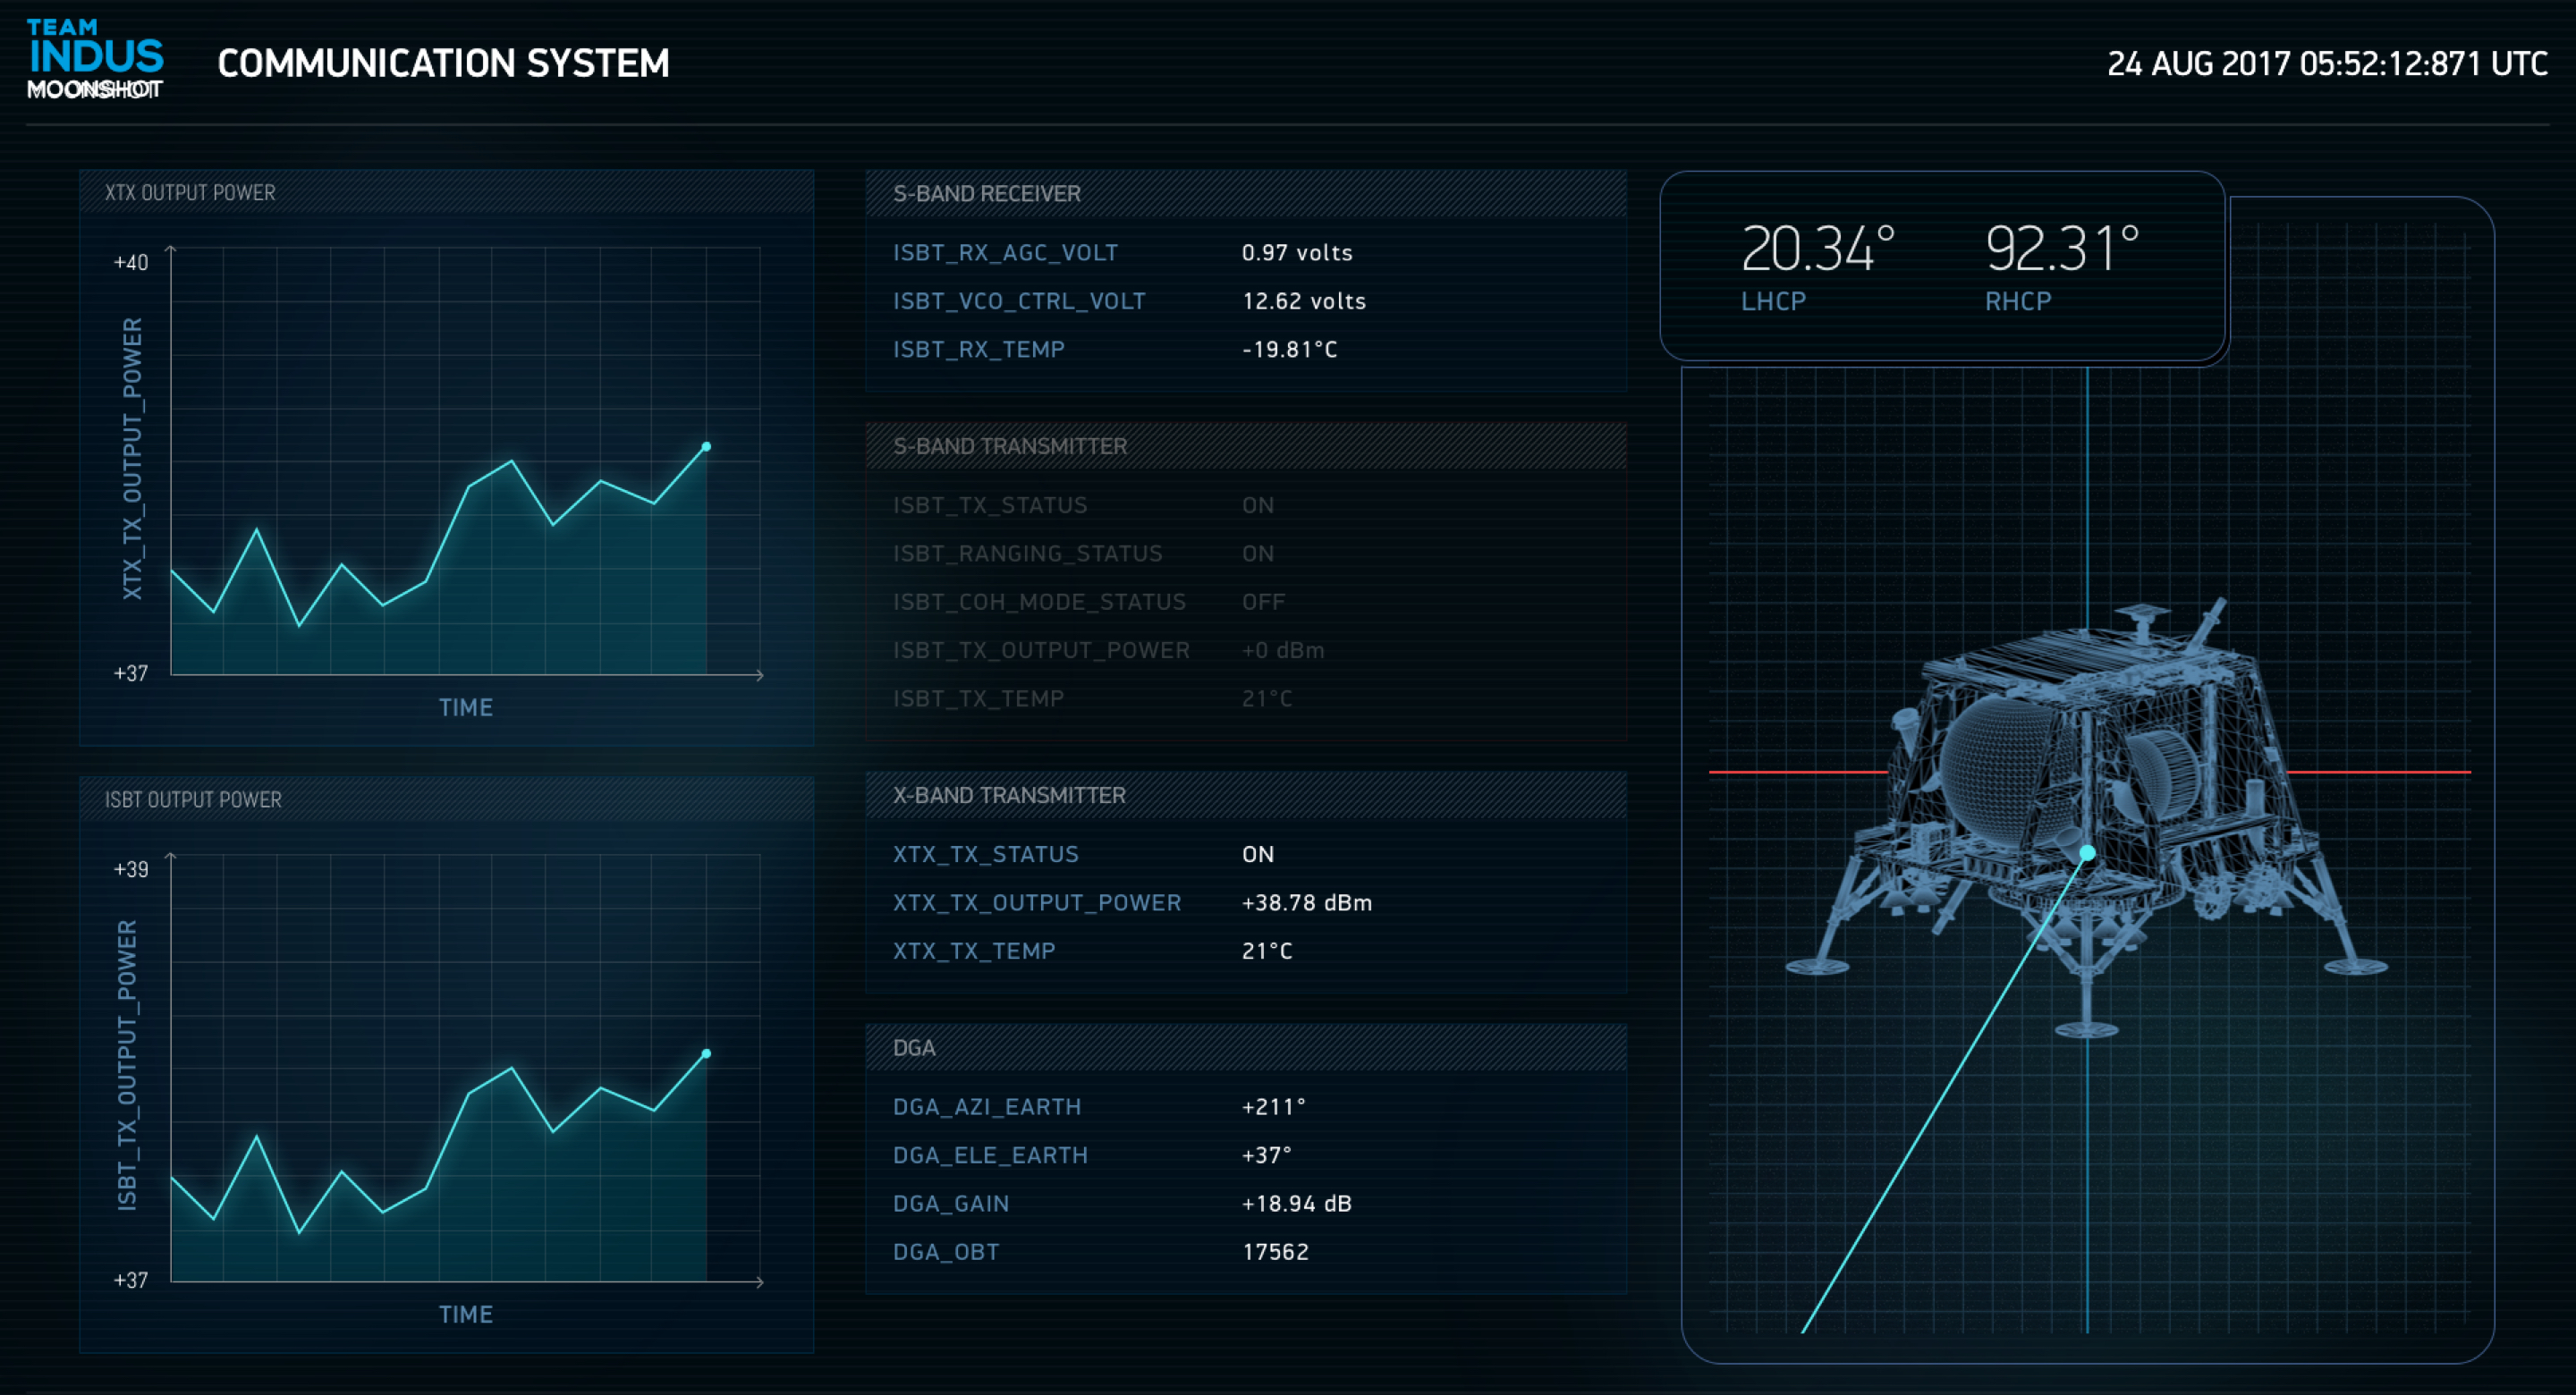 TEAM
INDUS
MOONSHOT
COMMUNICATION SYSTEM
24 AUG 2017 05:52:12:871 UTC
XTX OUTPUT POWER
+40
XTX_TX_OUTPUT_POWER
+37
TIME
ISBT OUTPUT POWER
+39
ISBT_TX_OUTPUT_POWER
+37
TIME
S-BAND RECEIVER
ISBT_RX_AGC_VOLT 0.97 volts
ISBT_VCO_CTRL_VOLT 12.62 volts
ISBT_RX_TEMP -19.81°C
S-BAND TRANSMITTER
ISBT_TX_STATUS ON
ISBT_RANGING_STATUS ON
ISBT_COH_MODE_STATUS OFF
ISBT_TX_OUTPUT_POWER +0 dBm
ISBT_TX_TEMP 21°C
X-BAND TRANSMITTER
XTX_TX_STATUS ON
XTX_TX_OUTPUT_POWER +38.78 dBm
XTX_TX_TEMP 21°C
DGA
DGA_AZI_EARTH +211°
DGA_ELE_EARTH +37°
DGA_GAIN +18.94 dB
DGA_OBT 17562
20.34° 92.31°
LHCP RHCP